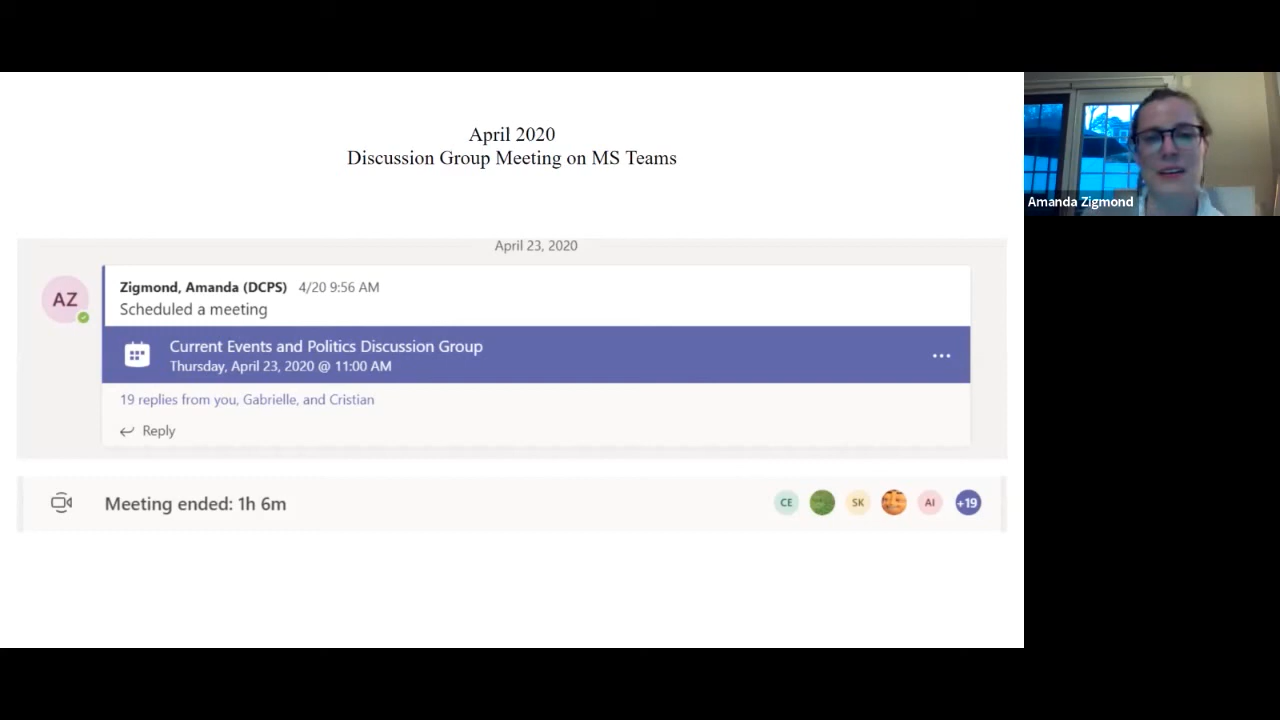 April 2020
Discussion Group Meeting on MS Teams
April 23, 2020
AZ
Zigmond, Amanda (DCPS) 4/20 9:56 AM
Scheduled a meeting
Current Events and Politics Discussion Group
Thursday, April 23, 2020 @ 11:00 AM
19 replies from you, Gabrielle, and Cristian
Reply
Meeting ended: 1h 6m
CE
SK
AI
+19
Amanda Zigmond